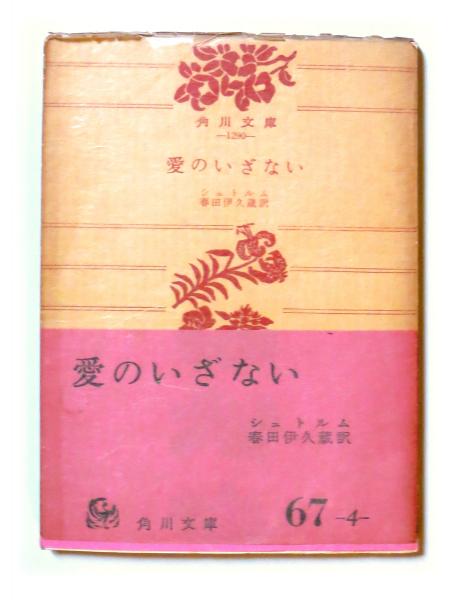 角川文庫
—1290—
愛のいざない
シュトルム
春田伊久蔵訳
愛のいざない
シュトルム
春田伊久蔵訳
角川文庫
67 -4-